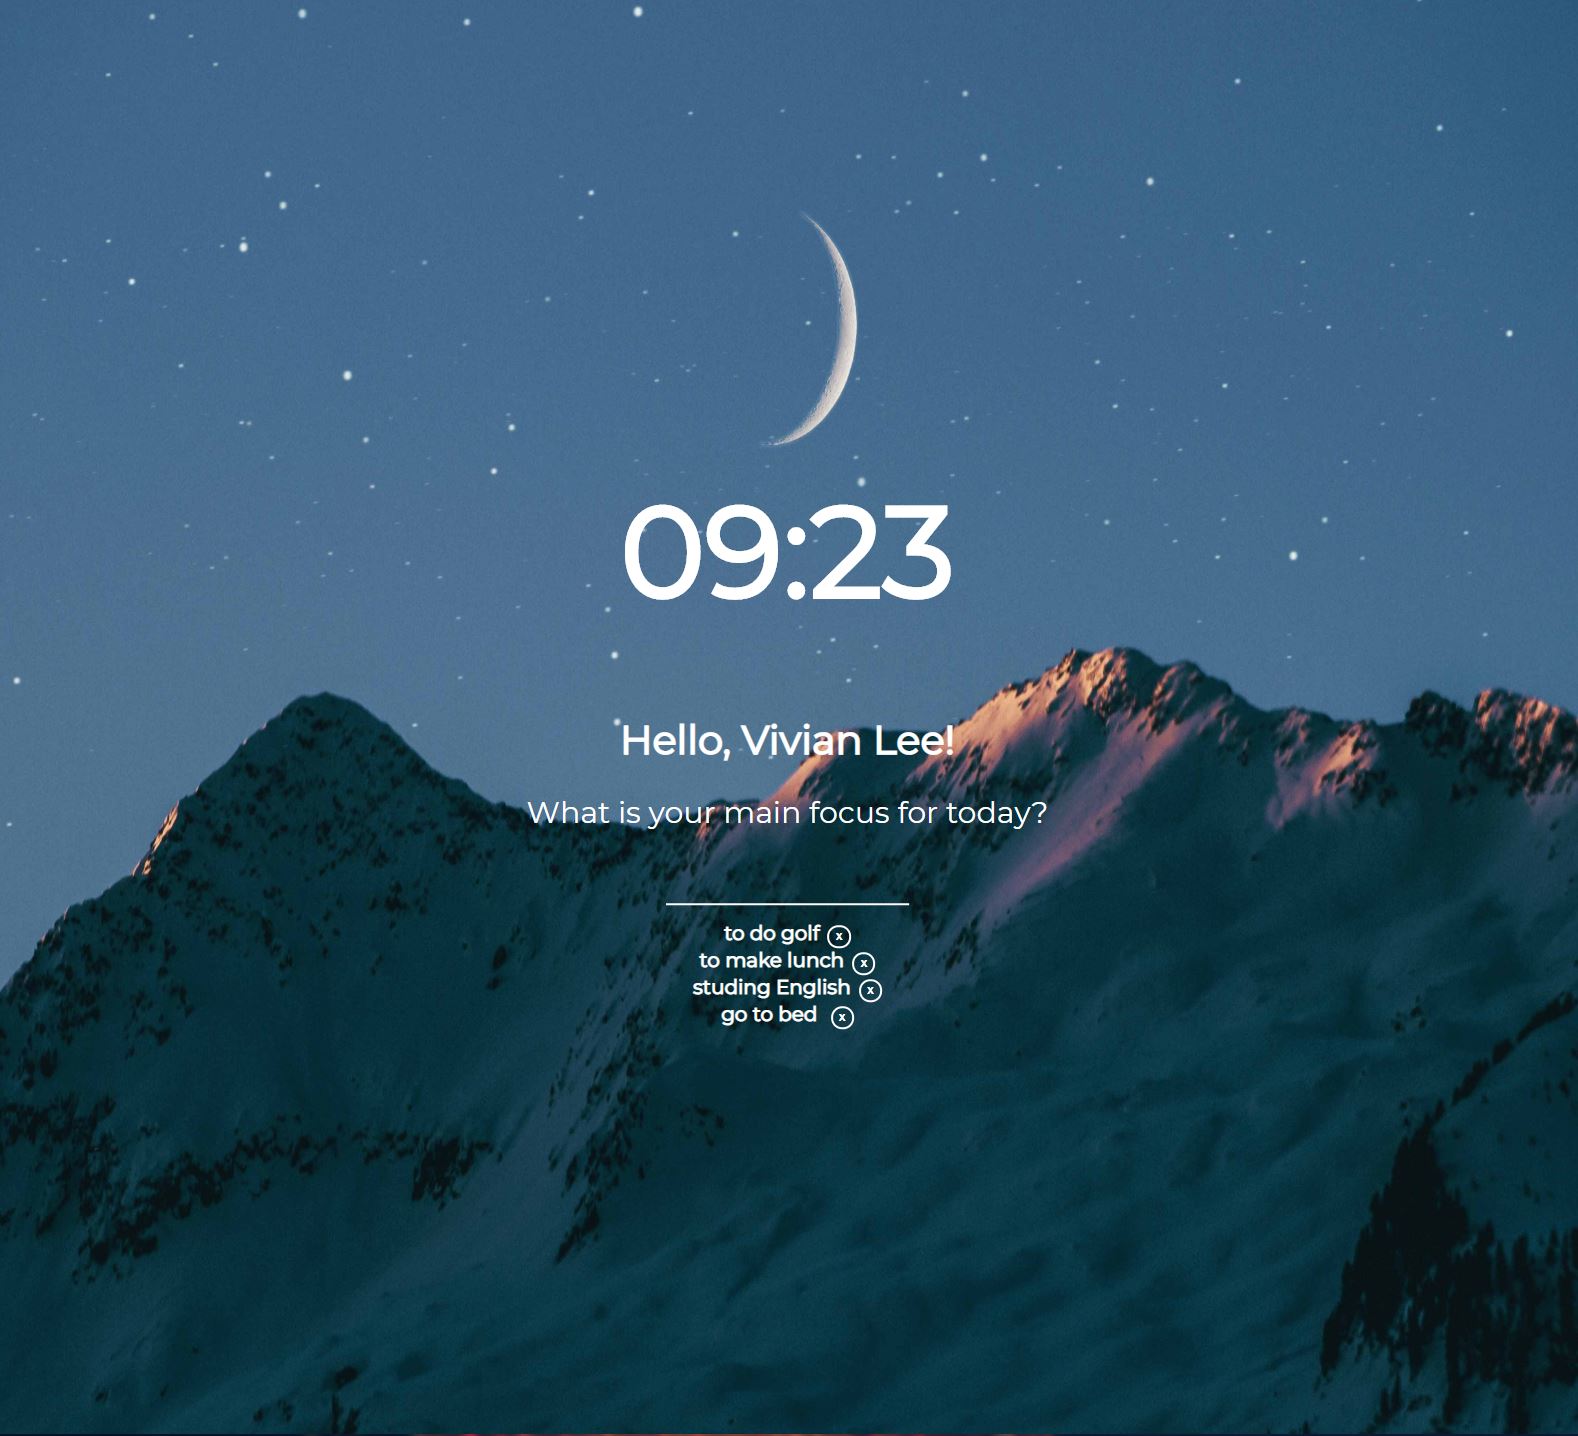 09:23
Hello, Vivian Lee!
What is your main focus for today?
to do golf x
to make lunch x
studing English x
go to bed x